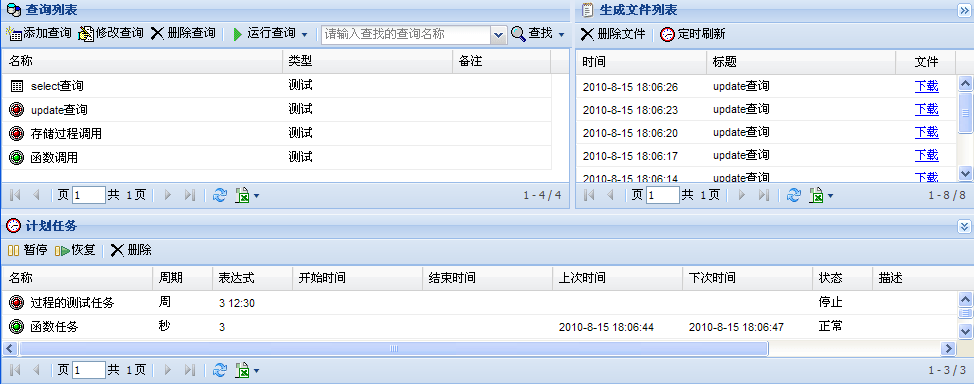 查询列表
添加查询 修改查询 删除查询 运行查询 请输入查找的查询名称 查找
名称 类型 备注
select查询 测试
update查询 测试
存储过程调用 测试
函数调用 测试
页 1 共 1页 1 - 4 / 4
生成文件列表
删除文件 定时刷新
时间 标题 文件
2010-8-15 18:06:26 update查询 下载
2010-8-15 18:06:23 update查询 下载
2010-8-15 18:06:20 update查询 下载
2010-8-15 18:06:17 update查询 下载
2010-8-15 18:06:14 update查询 下载
页 1 共 1页 1 - 8 / 8
计划任务
暂停 恢复 删除
名称 周期 表达式 开始时间 结束时间 上次时间 下次时间 状态 描述
过程的测试任务 周 3 12:30 停止
函数任务 秒 3 2010-8-15 18:06:44 2010-8-15 18:06:47 正常
页 1 共 1页 1 - 3 / 3